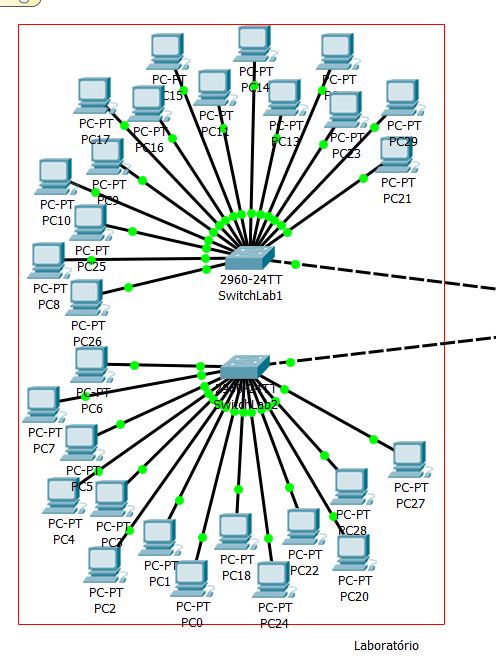 PC-PT
PC15
PC-PT
PC14
PC-PT
PC-PT
PC17
PC-PT
PC16
PC-PT
PC-PT
PC13
PC-PT
PC23
PC-PT
PC29
PC-PT
PC9
PC-PT
PC21
PC-PT
PC10
PC-PT
PC25
PC-PT
PC8
PC-PT
PC26
2960-24TT
SwitchLab1
2960-24TT
SwitchLab2
PC-PT
PC6
PC-PT
PC7
PC-PT
PC5
PC-PT
PC4
PC-PT
PC3
PC-PT
PC2
PC-PT
PC1
PC-PT
PC0
PC-PT
PC18
PC-PT
PC24
PC-PT
PC22
PC-PT
PC28
PC-PT
PC20
PC-PT
PC27
Laboratório